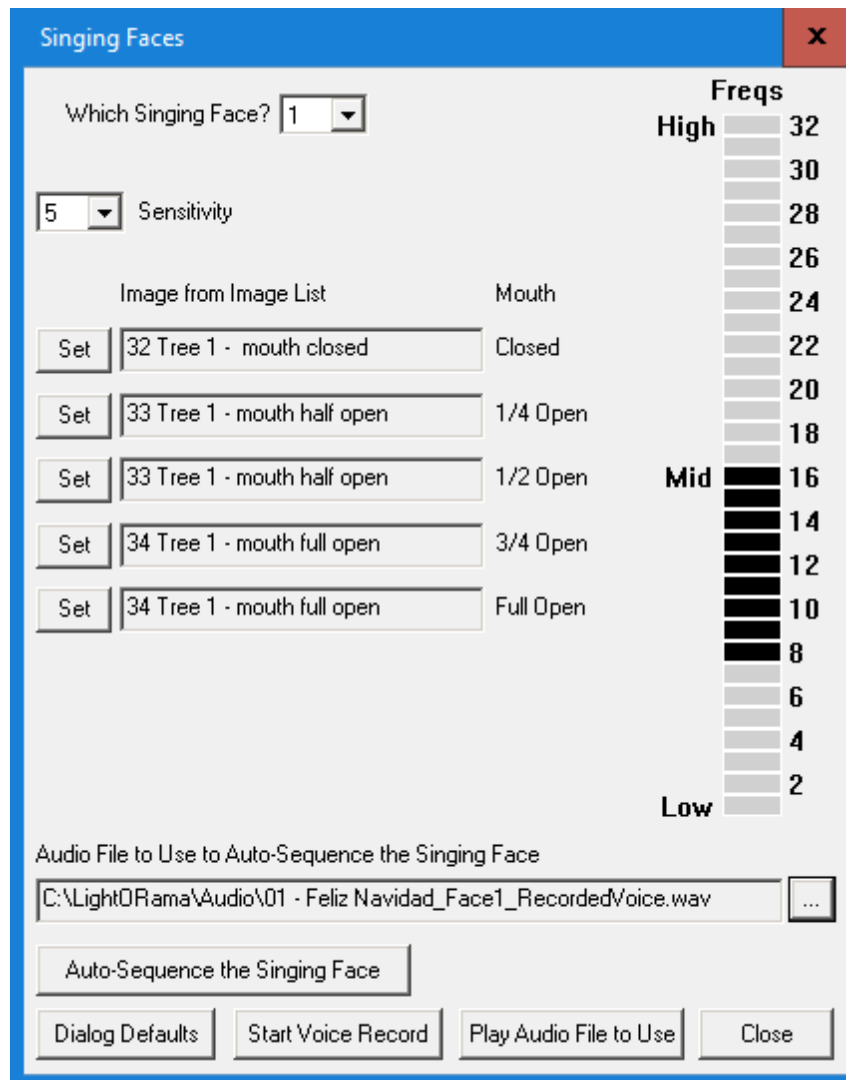 Singing Faces x
Freqs
Which Singing Face? 1
High 32
30
5 Sensitivity 28
26
Image from Image List Mouth 24
Set 32 Tree 1 -  mouth closed Closed 22
20
Set 33 Tree 1 - mouth half open 1/4 Open
18
Set 33 Tree 1 - mouth half open 1/2 Open Mid 16
14
Set 34 Tree 1 - mouth full open 3/4 Open
12
Set 34 Tree 1 - mouth full open Full Open 10
8
6
4
2
Low
Audio File to Use to Auto-Sequence the Singing Face
C:\LightORama\Audio\01 - Feliz Navidad_Face1_RecordedVoice.wav ...
Auto-Sequence the Singing Face
Dialog Defaults Start Voice Record Play Audio File to Use Close